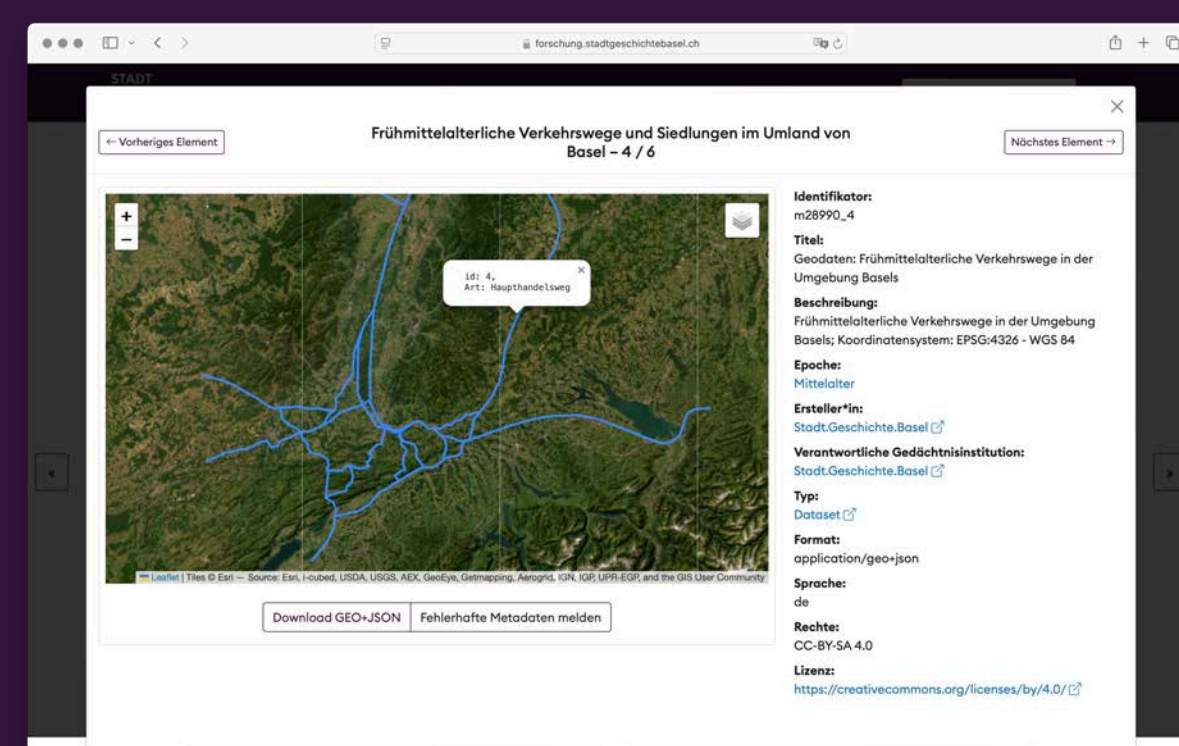 forschung.stadtgeschichtebasel.ch
STADT
← Vorheriges Element
Frühmittelalterliche Verkehrswege und Siedlungen im Umland von
Basel – 4 / 6
Nächstes Element →
+
−
id: 4,
Art: Haupthandelsweg
Leaflet | Tiles © Esri — Source: Esri, i-cubed, USDA, USGS, AEX, GeoEye, Getmapping, Aerogrid, IGN, IGP, UPR-EGP, and the GIS User Community
Download GEO+JSON
Fehlerhafte Metadaten melden
Identifikator:
m28990_4
Titel:
Geodaten: Frühmittelalterliche Verkehrswege in der
Umgebung Basels
Beschreibung:
Frühmittelalterliche Verkehrswege in der Umgebung
Basels; Koordinatensystem: EPSG:4326 - WGS 84
Epoche:
Mittelalter
Ersteller*in:
Stadt.Geschichte.Basel
Verantwortliche Gedächtnisinstitution:
Stadt.Geschichte.Basel
Typ:
Dataset
Format:
application/geo+json
Sprache:
de
Rechte:
CC-BY-SA 4.0
Lizenz:
https://creativecommons.org/licenses/by/4.0/
«
»